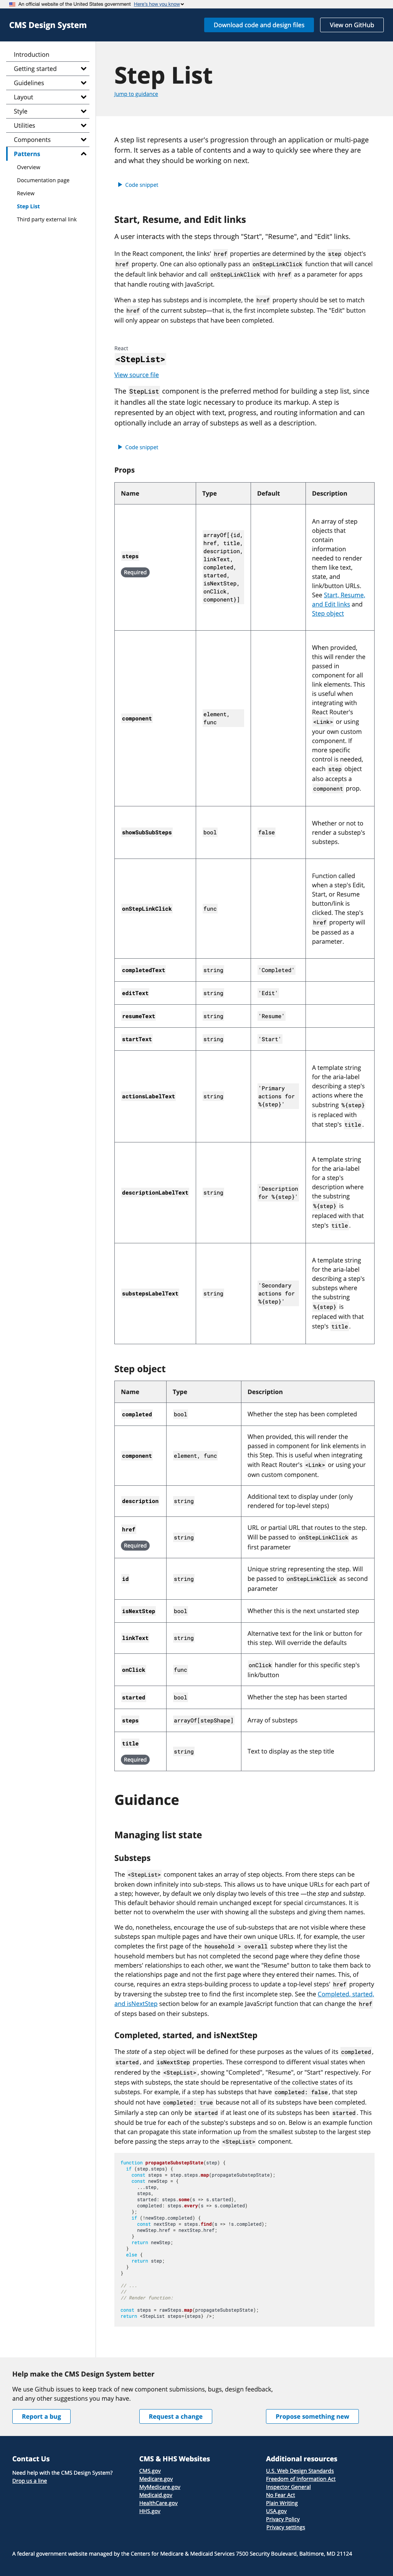 An official website of the United States government Here's how you know
CMS Design System
Download code and design files
View on GitHub
Introduction
Getting started
Guidelines
Layout
Style
Utilities
Components
Patterns
Overview
Documentation page
Review
Step List
Third party external link
Step List
Jump to guidance
A step list represents a user's progression through an application or multi-page
form. It serves as a table of contents and a way to quickly see where they are
and what they should be working on next.
Code snippet
Start, Resume, and Edit links
A user interacts with the steps through "Start", "Resume", and "Edit" links.
In the React component, the links' href properties are determined by the step object's
href property. One can also optionally pass an onStepLinkClick function that will cancel
the default link behavior and call onStepLinkClick with href as a parameter for apps
that handle routing with JavaScript.
When a step has substeps and is incomplete, the href property should be set to match
the href of the current substep—that is, the first incomplete substep. The "Edit" button
will only appear on substeps that have been completed.
React
<StepList>
View source file
The StepList component is the preferred method for building a step list, since
it handles all the state logic necessary to produce its markup. A step is
represented by an object with text, progress, and routing information and can
optionally include an array of substeps as well as a description.
Code snippet
Props
Name Type Default Description
steps
Required
arrayOf[{id,
href, title,
description,
linkText,
completed,
started,
isNextStep,
onClick,
component}]
An array of step
objects that
contain
information
needed to render
them like text,
state, and
link/button URLs.
See Start, Resume,
and Edit links and
Step object
component
element,
func
When provided,
this will render the
passed in
component for all
link elements. This
is useful when
integrating with
React Router's
<Link> or using
your own custom
component. If
more specific
control is needed,
each step object
also accepts a
component prop.
showSubSubSteps
bool
false
Whether or not to
render a substep's
substeps.
onStepLinkClick
func
Function called
when a step's Edit,
Start, or Resume
button/link is
clicked. The step's
href property will
be passed as a
parameter.
completedText string 'Completed'
editText string 'Edit'
resumeText string 'Resume'
startText string 'Start'
actionsLabelText
string
'Primary
actions for
%{step}'
A template string
for the aria-label
describing a step's
actions where the
substring %{step}
is replaced with
that step's title.
descriptionLabelText
string
'Description
for %{step}'
A template string
for the aria-label
for a step's
description where
the substring
%{step} is
replaced with that
step's title.
substepsLabelText
string
'Secondary
actions for
%{step}'
A template string
for the aria-label
describing a step's
substeps where
the substring
%{step} is
replaced with that
step's title.
Step object
Name Type Description
completed bool Whether the step has been completed
component
element, func
When provided, this will render the
passed in component for link elements in
this Step. This is useful when integrating
with React Router's <Link> or using your
own custom component.
description
string
Additional text to display under (only
rendered for top-level steps)
href
Required
string
URL or partial URL that routes to the step.
Will be passed to onStepLinkClick as
first parameter
id
string
Unique string representing the step. Will
be passed to onStepLinkClick as second
parameter
isNextStep bool Whether this is the next unstarted step
linkText
string
Alternative text for the link or button for
this step. Will override the defaults
onClick
func
onClick handler for this specific step's
link/button
started bool Whether the step has been started
steps arrayOf[stepShape] Array of substeps
title
Required
string
Text to display as the step title
Guidance
Managing list state
Substeps
The <StepList> component takes an array of step objects. From there steps can be
broken down infinitely into sub-steps. This allows us to have unique URLs for each part of
a step; however, by default we only display two levels of this tree —the step and substep.
This default behavior should remain unchanged except for special circumstances. It is
better not to overwhelm the user with showing all the substeps and giving them names.
We do, nonetheless, encourage the use of sub-substeps that are not visible where these
substeps span multiple pages and have their own unique URLs. If, for example, the user
completes the first page of the household > overall substep where they list the
household members but has not completed the second page where they define those
members' relationships to each other, we want the "Resume" button to take them back to
the relationships page and not the first page where they entered their names. This, of
course, requires an extra steps-building process to update a top-level steps' href property
by traversing the substep tree to find the first incomplete step. See the Completed, started,
and isNextStep section below for an example JavaScript function that can change the href
of steps based on their substeps.
Completed, started, and isNextStep
The state of a step object will be defined for these purposes as the values of its completed,
started, and isNextStep properties. These correspond to different visual states when
rendered by the <StepList>, showing "Completed", "Resume", or "Start" respectively. For
steps with substeps, the state should be representative of the collective states of its
substeps. For example, if a step has substeps that have completed: false, that step
should not have completed: true because not all of its substeps have been completed.
Similarly a step can only be started if at least one of its substeps has been started. This
should be true for each of the substep's substeps and so on. Below is an example function
that can propagate this state information up from the smallest substeps to the largest
before passing the steps array to the <StepList> component.
function propagateSubstepState(step) {
if (step.steps) {
const steps = step.steps.map(propagateSubstepState);
const newStep = {
...step,
steps,
started: steps.some(s => s.started),
completed: steps.every(s => s.completed)
};
if (!newStep.completed) {
const nextStep = steps.find(s => !s.completed);
newStep.href = nextStep.href;
}
return newStep;
}
else {
return step;
}
}
// ...
//
// Render function:
const steps = rawSteps.map(propagateSubstepState);
return <StepList steps={steps} />;
Help make the CMS Design System better
We use Github issues to keep track of new component submissions, bugs, design feedback,
and any other suggestions you may have.
Report a bug
Request a change
Propose something new
Contact Us
Need help with the CMS Design System?
Drop us a line
CMS & HHS Websites
CMS.gov
Medicare.gov
MyMedicare.gov
Medicaid.gov
HealthCare.gov
HHS.gov
Additional resources
U.S. Web Design Standards
Freedom of Information Act
Inspector General
No Fear Act
Plain Writing
USA.gov
Privacy Policy
Privacy settings
A federal government website managed by the Centers for Medicare & Medicaid Services 7500 Security Boulevard, Baltimore, MD 21124